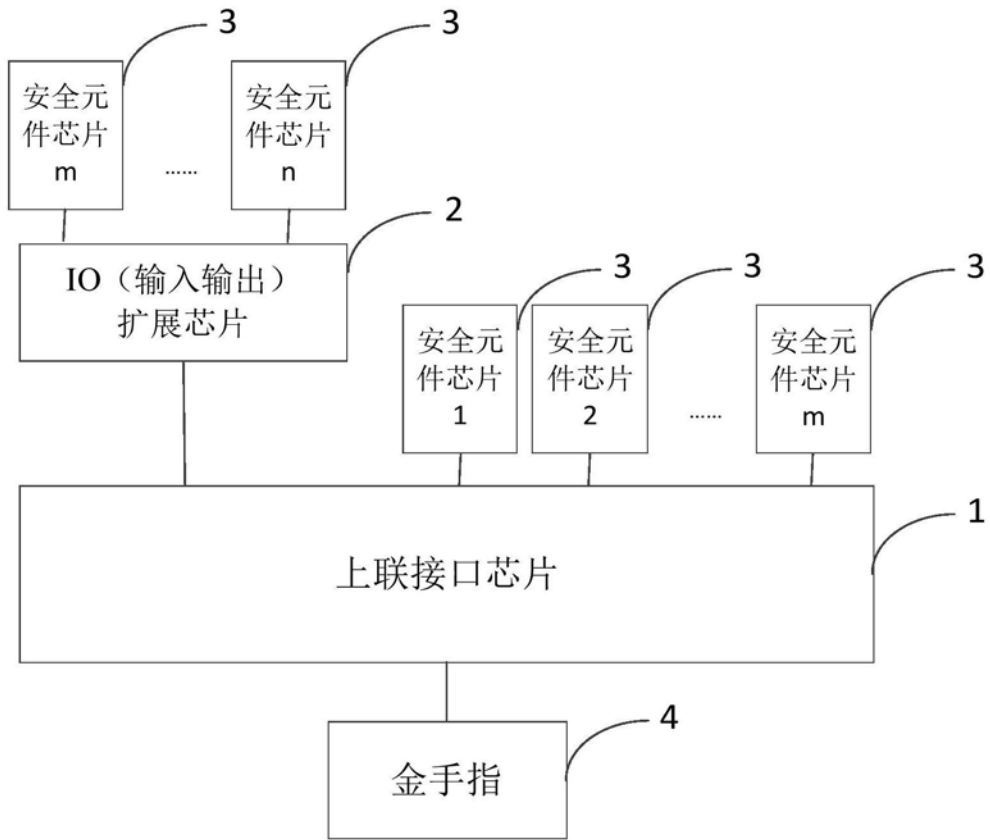 3
3
安全元
件芯片
m
......
安全元
件芯片
n
2
IO（输入输出）
扩展芯片
3
3
3
安全元
件芯片
1
安全元
件芯片
2
......
安全元
件芯片
m
1
上联接口芯片
4
金手指